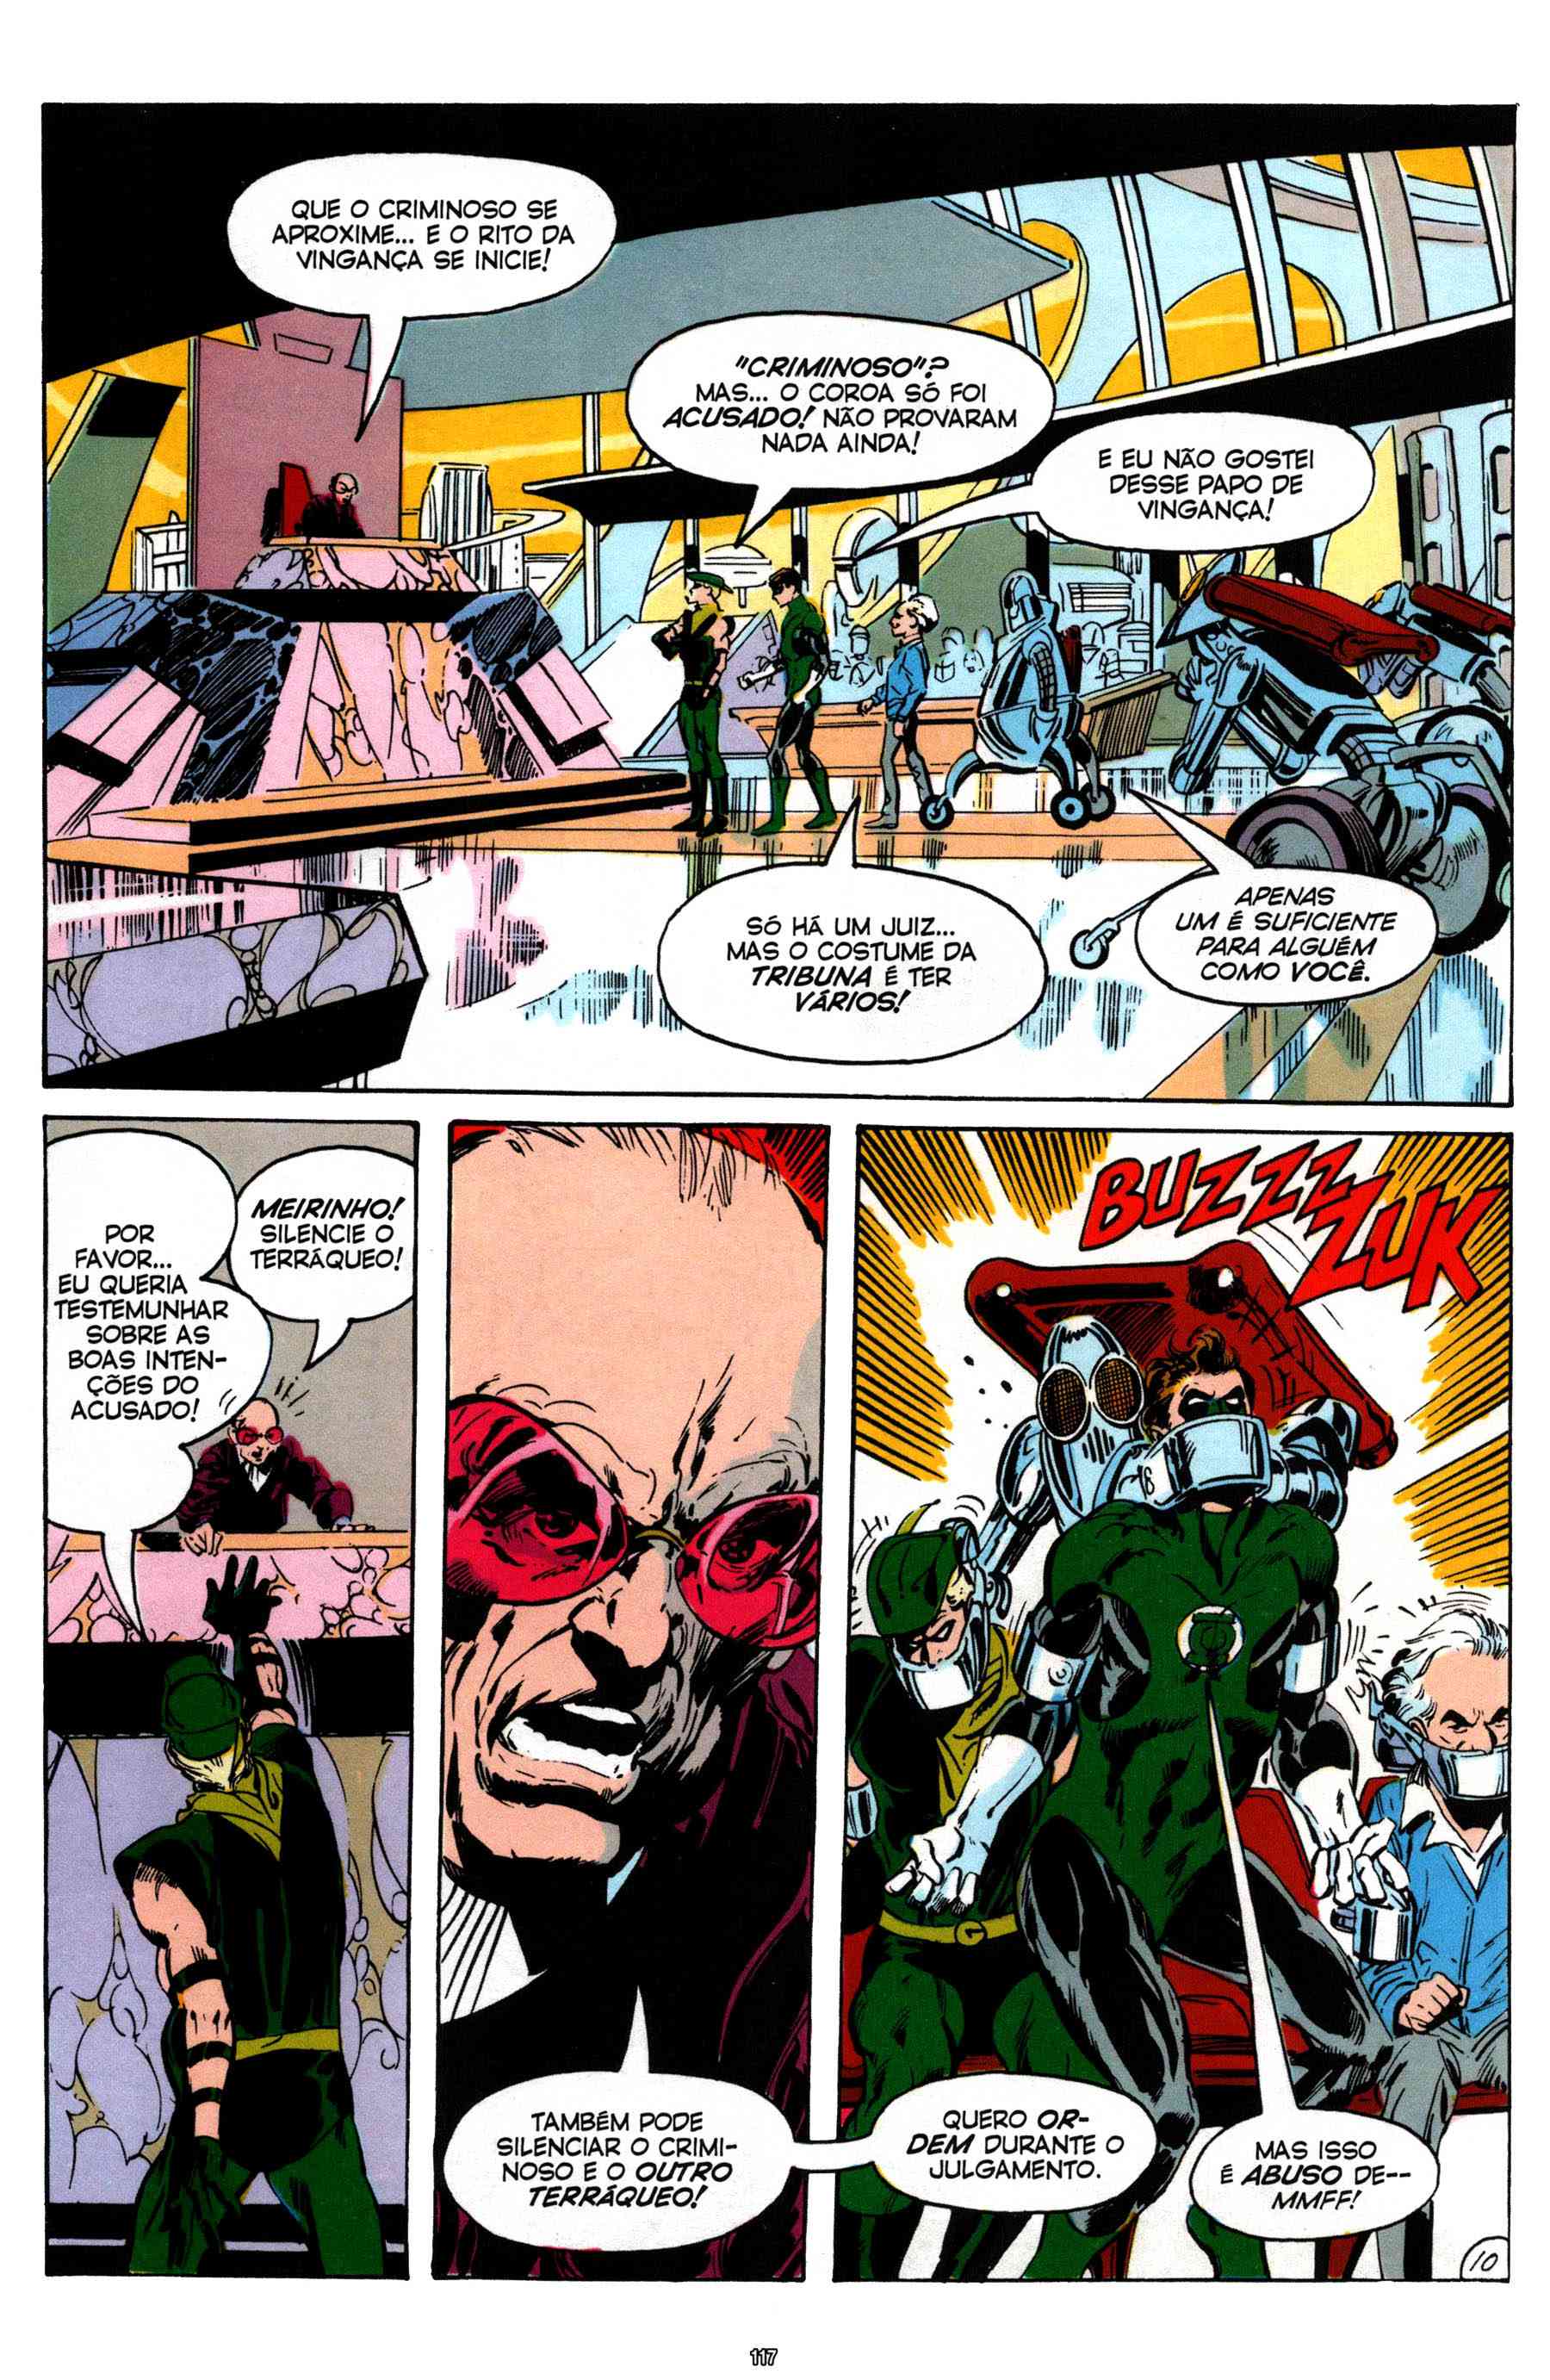 QUE O CRIMINOSO SE
APROXIME... E O RITO DA
VINGANÇA SE INICIE!
"CRIMINOSO"?
MAS... O COROA SÓ FOI
ACUSADO! NÃO PROVARAM
NADA AINDA!
E EU NÃO GOSTEI
DESSE PAPO DE
VINGANÇA!
SÓ HÁ UM JUIZ...
MAS O COSTUME DA
TRIBUNA É TER
VÁRIOS!
APENAS
UM É SUFICIENTE
PARA ALGUÉM
COMO VOCÊ.
POR
FAVOR...
EU QUERIA
TESTEMUNHAR
SOBRE AS
BOAS INTEN-
ÇÕES DO
ACUSADO!
MEIRINHO!
SILENCIE O
TERRÁQUEO!
TAMBÉM PODE
SILENCIAR O CRIMI-
NOSO E O OUTRO
TERRÁQUEO!
BUZZZ
ZUK
QUERO OR-
DEM DURANTE O
JULGAMENTO.
MAS ISSO
É ABUSO DE--
MMFF!
10
117